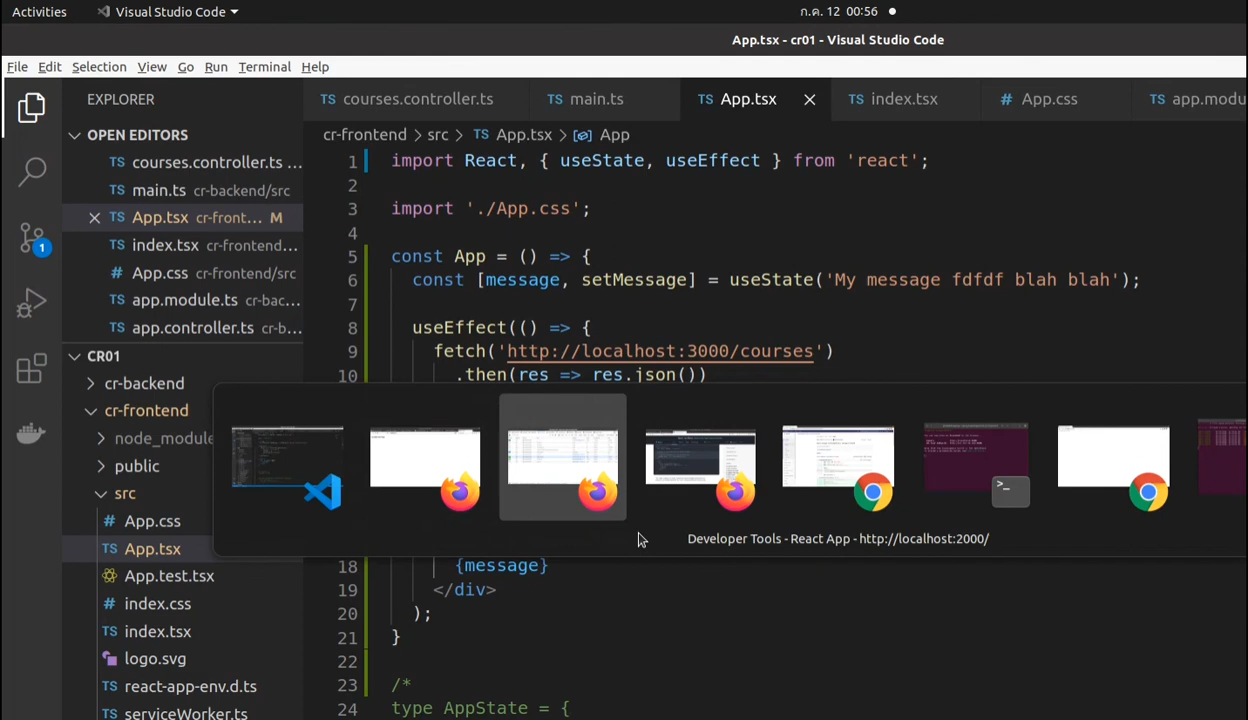 Activities Visual Studio Code ก.ค. 12 00:56
App.tsx - cr01 - Visual Studio Code
File Edit Selection View Go Run Terminal Help
EXPLORER
OPEN EDITORS
courses.controller.ts ...
main.ts cr-backend/src
App.tsx cr-front... M
index.tsx cr-frontend...
App.css cr-frontend/src
app.module.ts cr-bac...
app.controller.ts cr-b...
CR01
cr-backend
cr-frontend
node_module
public
src
App.css
App.tsx
App.test.tsx
index.css
index.tsx
logo.svg
react-app-env.d.ts
serviceWorker.ts
1
TS courses.controller.ts TS main.ts TS App.tsx TS index.tsx # App.css TS app.modu
cr-frontend > src > TS App.tsx > App
1 import React, { useState, useEffect } from 'react';
2
3 import './App.css';
4
5 const App = () => {
6 const [message, setMessage] = useState('My message fdfdf blah blah');
7
8 useEffect(() => {
9 fetch('http://localhost:3000/courses')
10 .then(res => res.json())
Developer Tools - React App - http://localhost:2000/
18 {message}
19 </div>
20 );
21 }
22
23 /*
24 type AppState = {